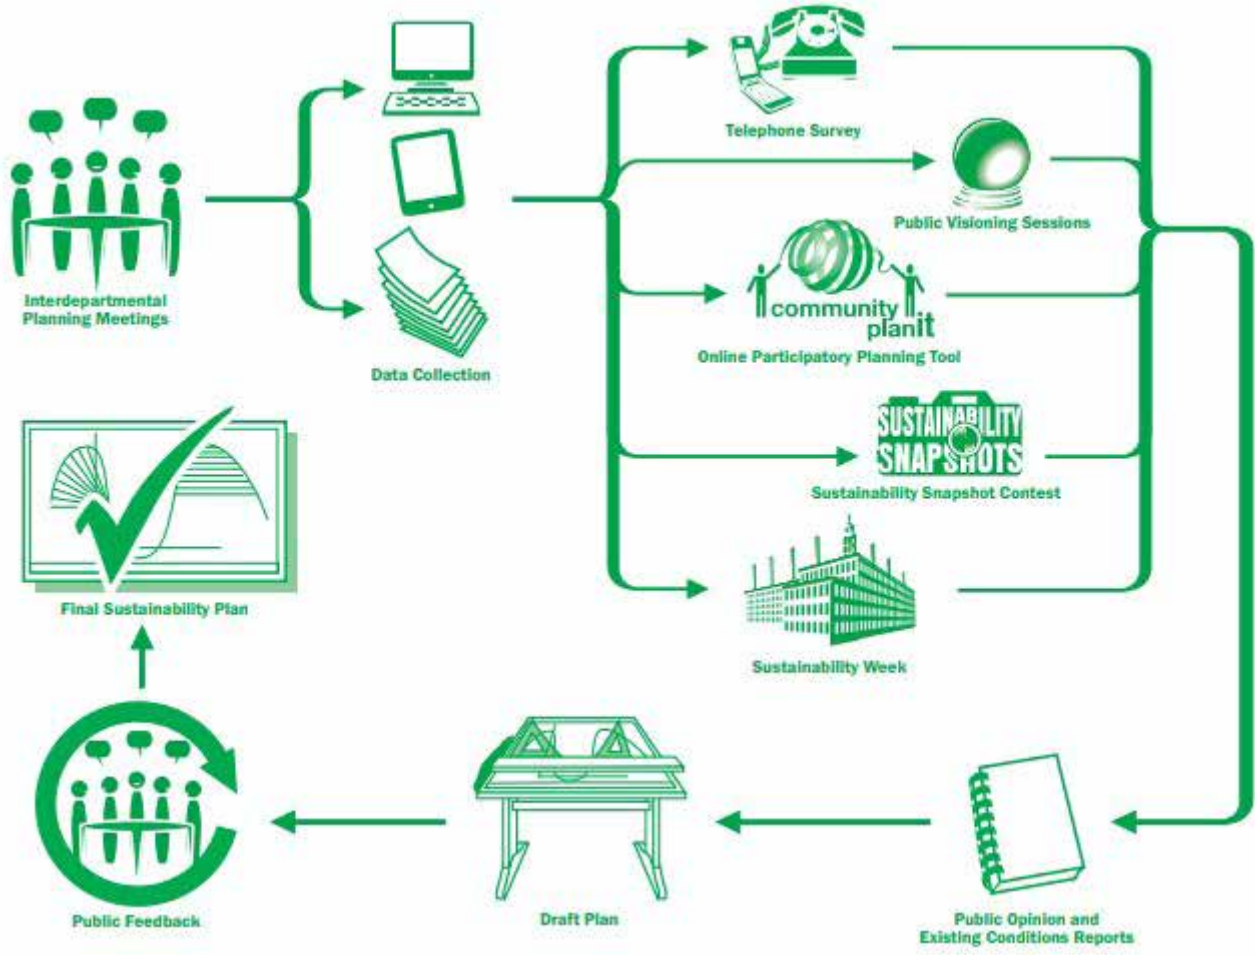 Telephone Survey
Public Visioning Sessions
Interdepartmental
Planning Meetings
community
planit
Online Participatory Planning Tool
Data Collection
SUSTAINABILITY
SNAPSHOTS
Sustainability Snapshot Contest
Final Sustainability Plan
Sustainability Week
Public Feedback
Draft Plan
Public Opinion and
Existing Conditions Reports